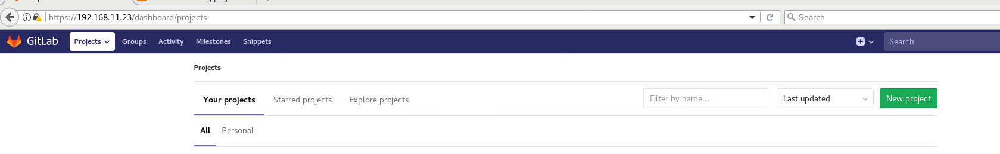 https://192.168.11.23/dashboard/projects Search
GitLab Projects Groups Activity Milestones Snippets Search
Projects
Your projects Starred projects Explore projects Filter by name... Last updated New project
All Personal